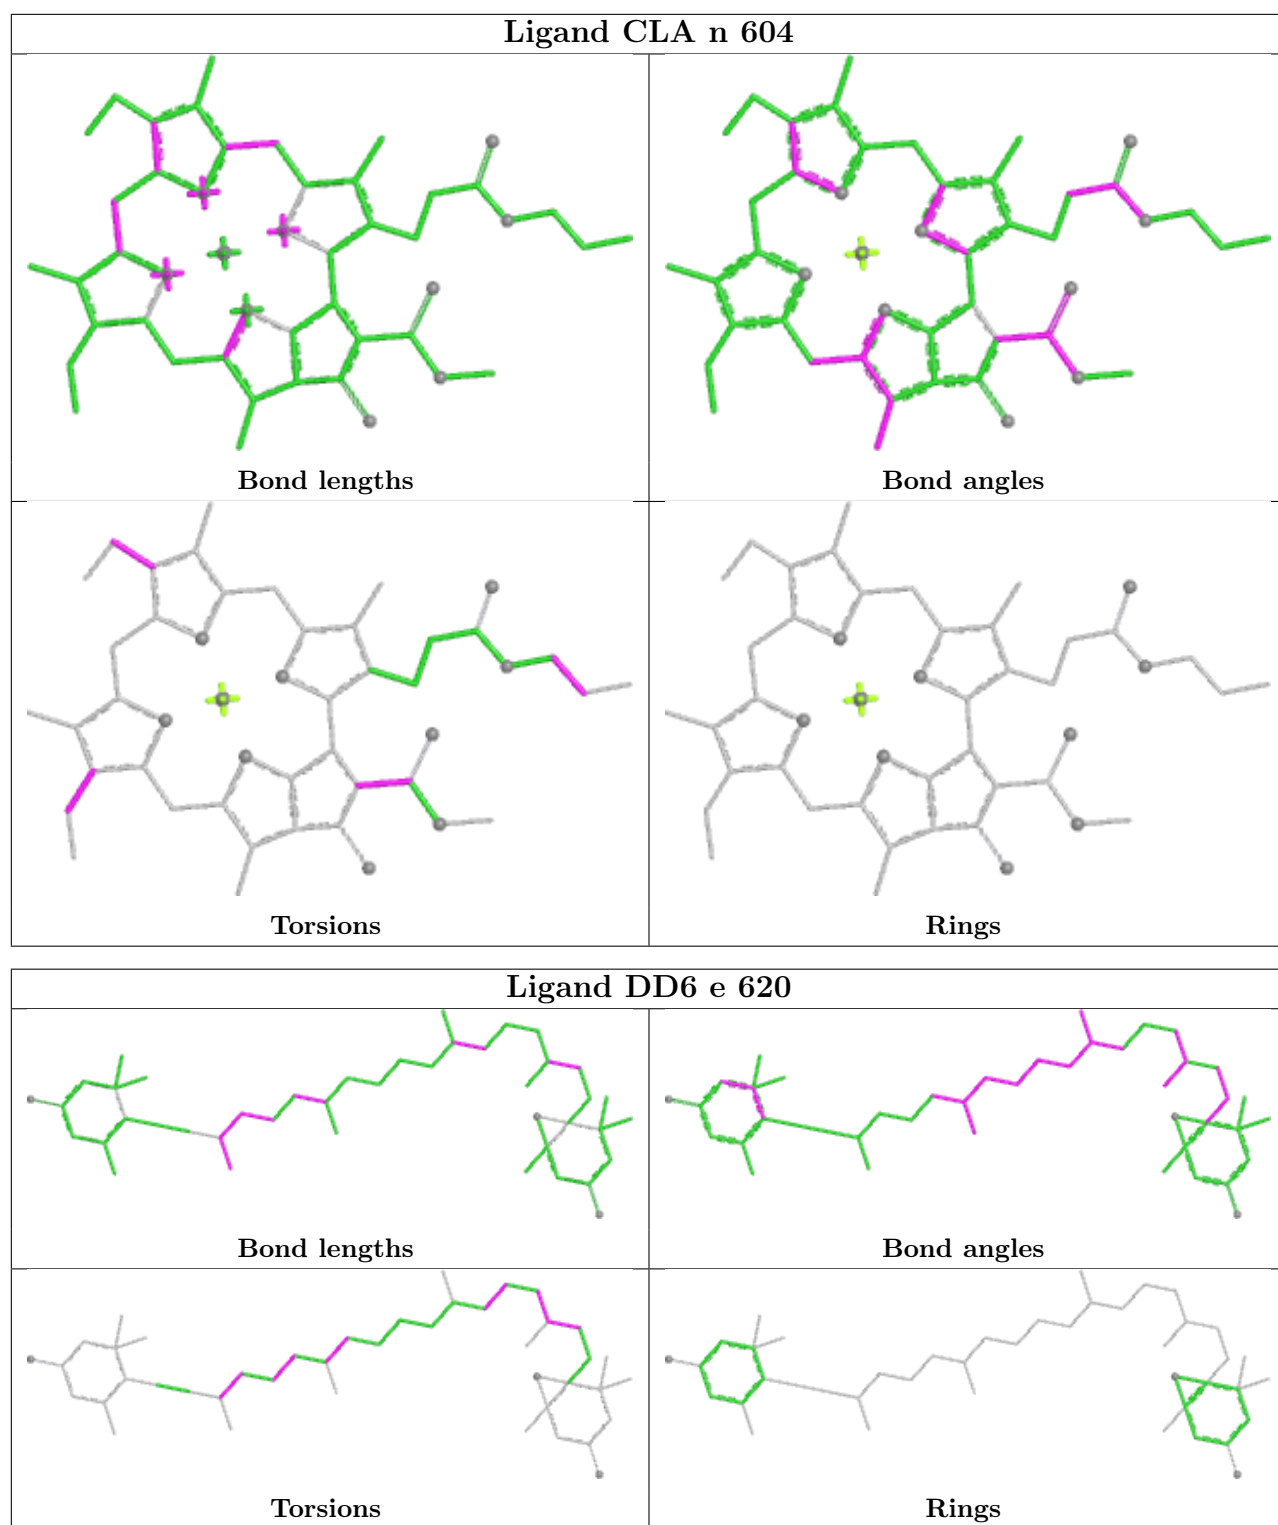 Ligand CLA n 604
Bond lengths
Bond angles
Torsions
Rings
Ligand DD6 e 620
Bond lengths
Bond angles
Torsions
Rings